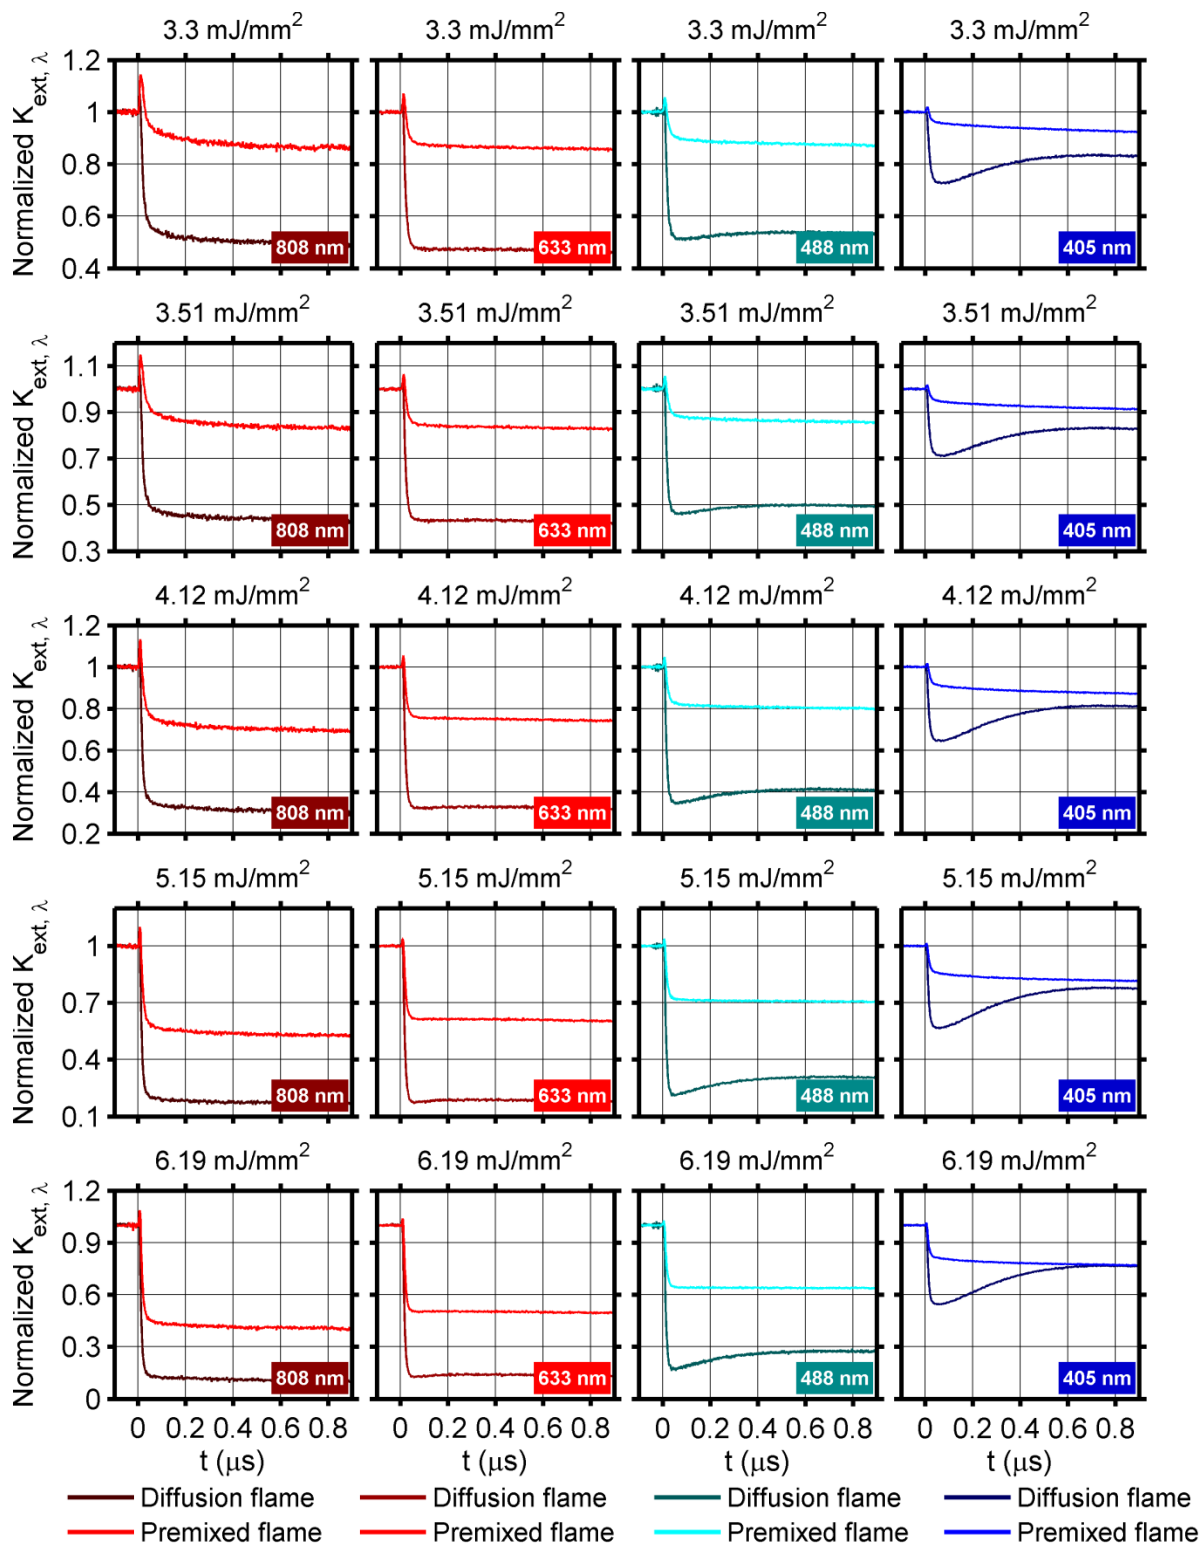 3.3 mJ/mm² 3.3 mJ/mm² 3.3 mJ/mm² 3.3 mJ/mm²
Normalized K_ext, λ
1.2
1
0.8
0.6
0.4
808 nm 633 nm 488 nm 405 nm
3.51 mJ/mm² 3.51 mJ/mm² 3.51 mJ/mm² 3.51 mJ/mm²
Normalized K_ext, λ
1.1
0.9
0.7
0.5
0.3
808 nm 633 nm 488 nm 405 nm
4.12 mJ/mm² 4.12 mJ/mm² 4.12 mJ/mm² 4.12 mJ/mm²
Normalized K_ext, λ
1.2
1
0.8
0.6
0.4
0.2
808 nm 633 nm 488 nm 405 nm
5.15 mJ/mm² 5.15 mJ/mm² 5.15 mJ/mm² 5.15 mJ/mm²
Normalized K_ext, λ
1
0.7
0.4
0.1
808 nm 633 nm 488 nm 405 nm
6.19 mJ/mm² 6.19 mJ/mm² 6.19 mJ/mm² 6.19 mJ/mm²
Normalized K_ext, λ
1.2
0.9
0.6
0.3
0
808 nm 633 nm 488 nm 405 nm
0 0.2 0.4 0.6 0.8 0 0.2 0.4 0.6 0.8 0 0.2 0.4 0.6 0.8 0 0.2 0.4 0.6 0.8
t (μs) t (μs) t (μs) t (μs)
Diffusion flame Diffusion flame Diffusion flame Diffusion flame
Premixed flame Premixed flame Premixed flame Premixed flame